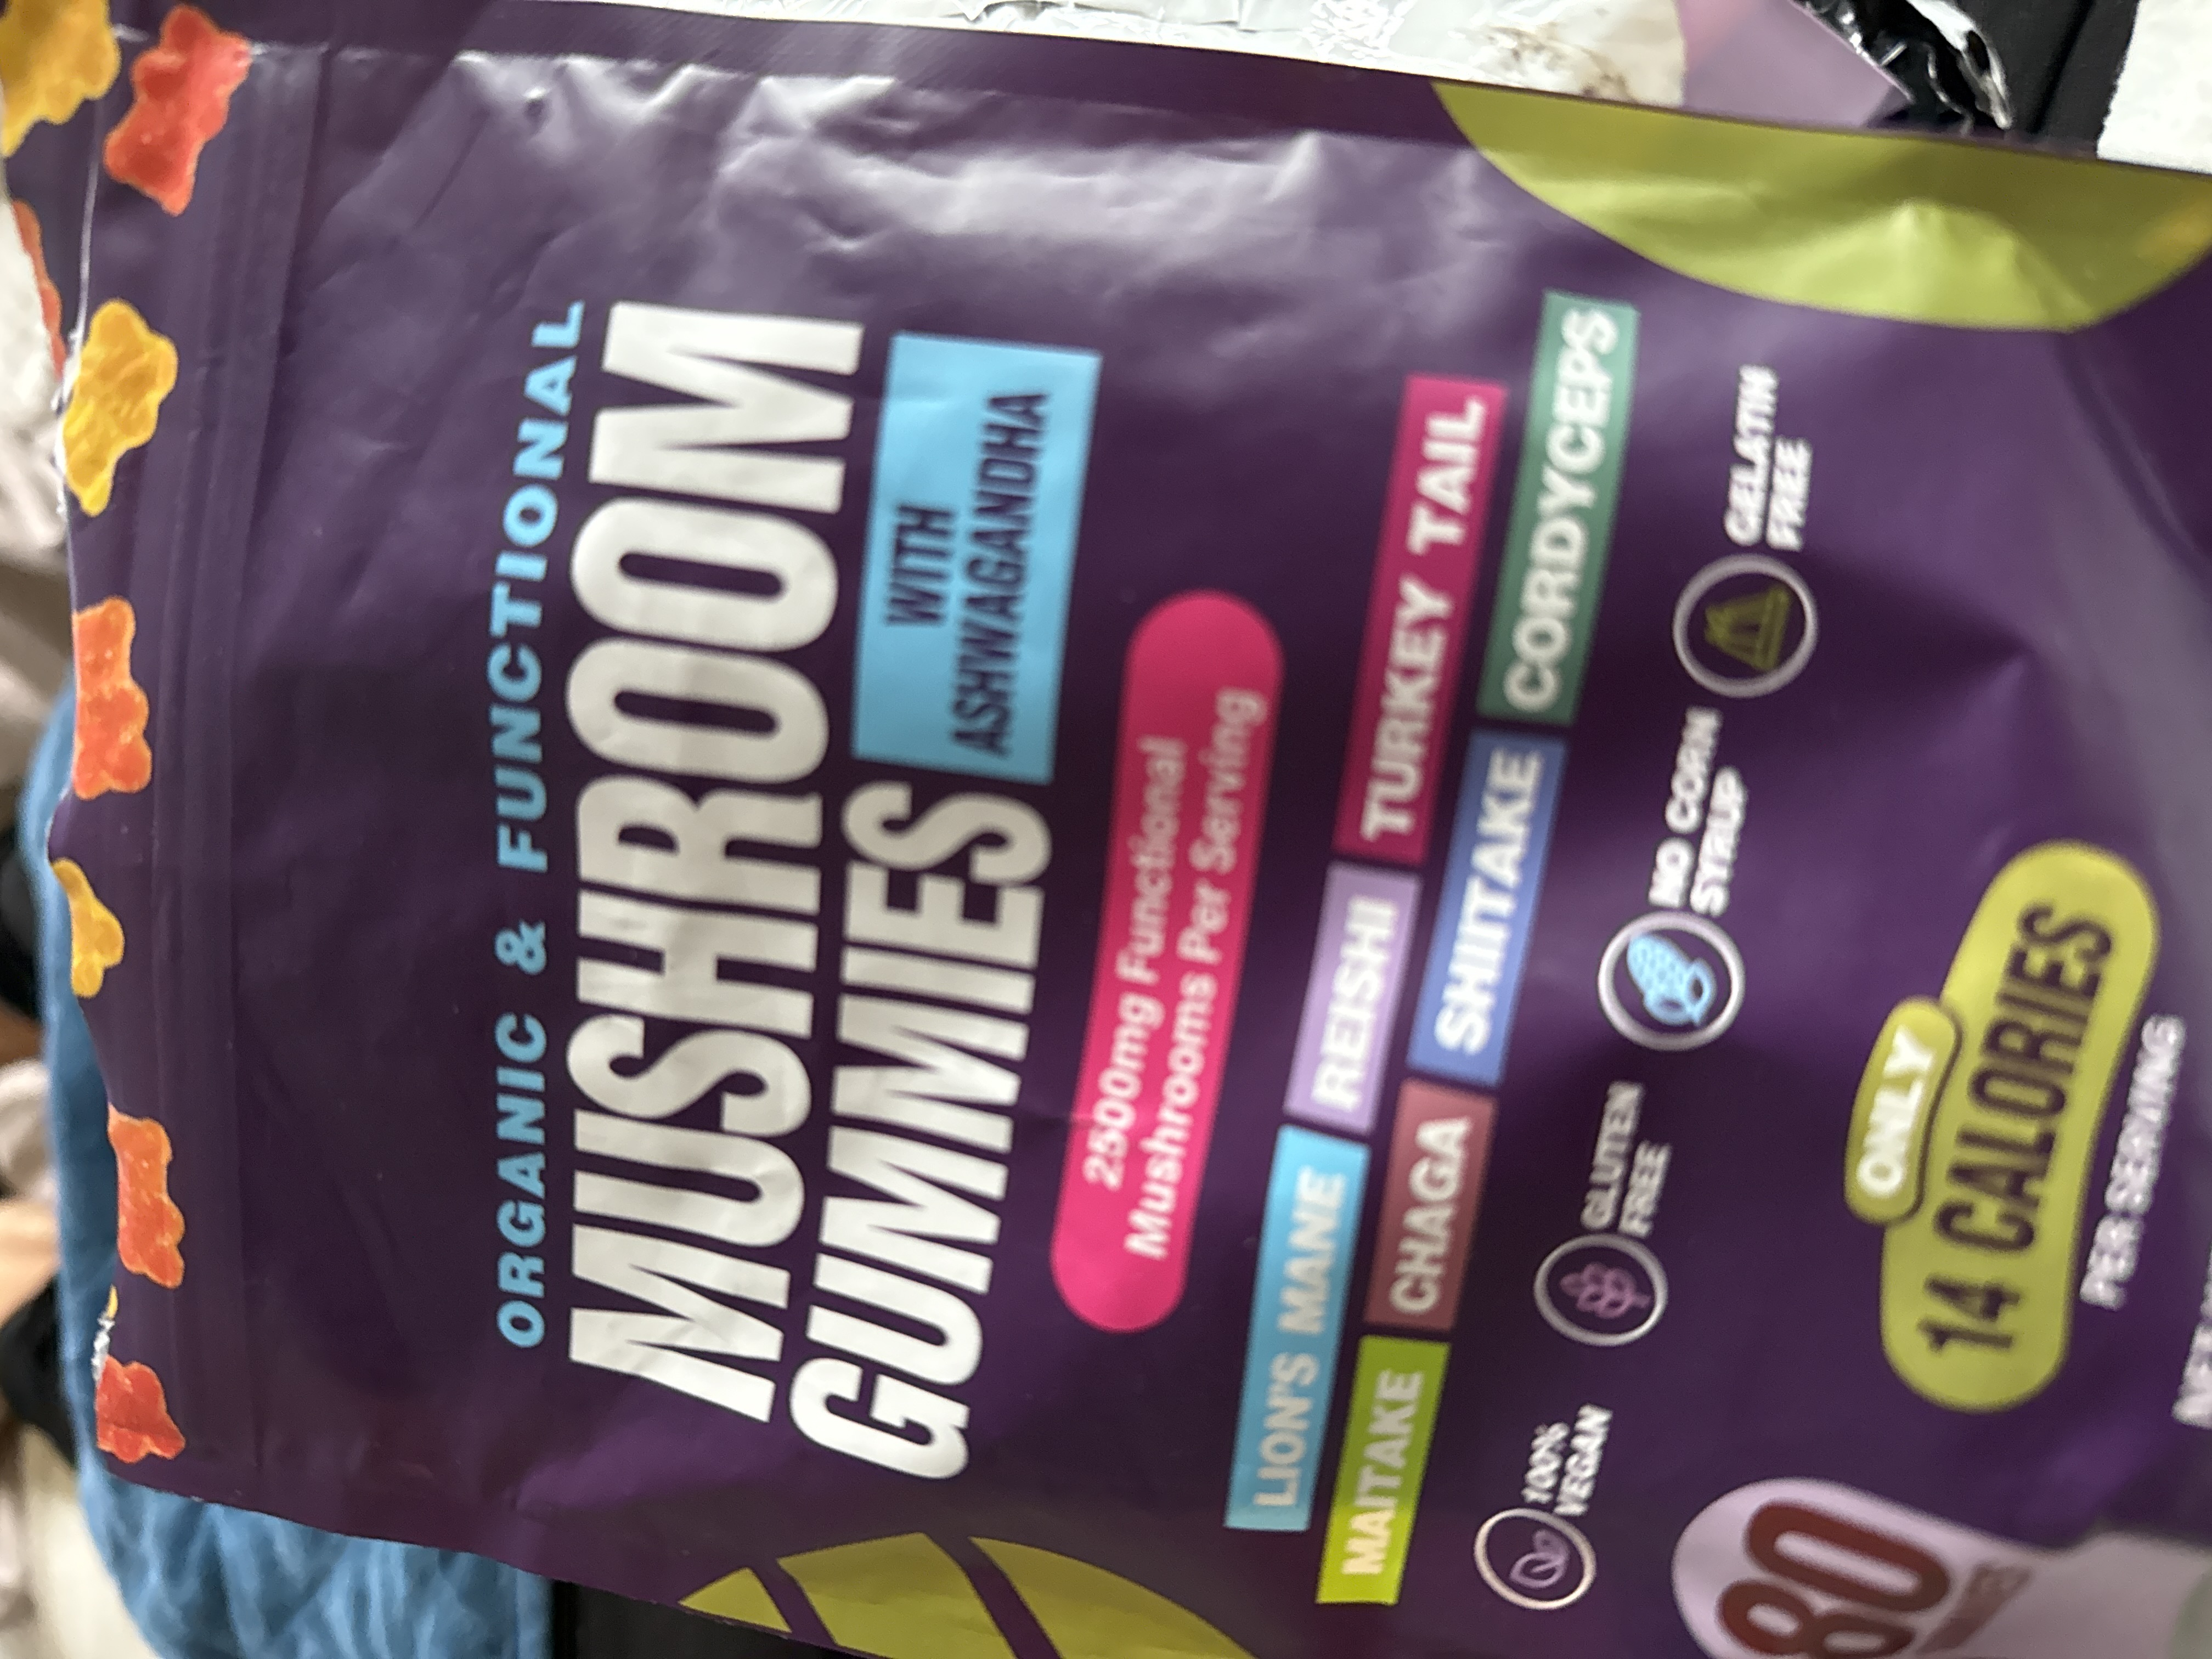 ORGANIC & FUNCTIONAL
MUSHROOM
GUMMIES
WITH
ASHWAGANDHA
2500mg Functional
Mushrooms Per Serving
LION'S MANE
REISHI
TURKEY TAIL
MAITAKE
CHAGA
SHIITAKE
CORDYCEPS
100%
VEGAN
GLUTEN
FREE
NO CORN
SYRUP
GELATIN
FREE
ONLY
14 CALORIES
PER SERVING
80